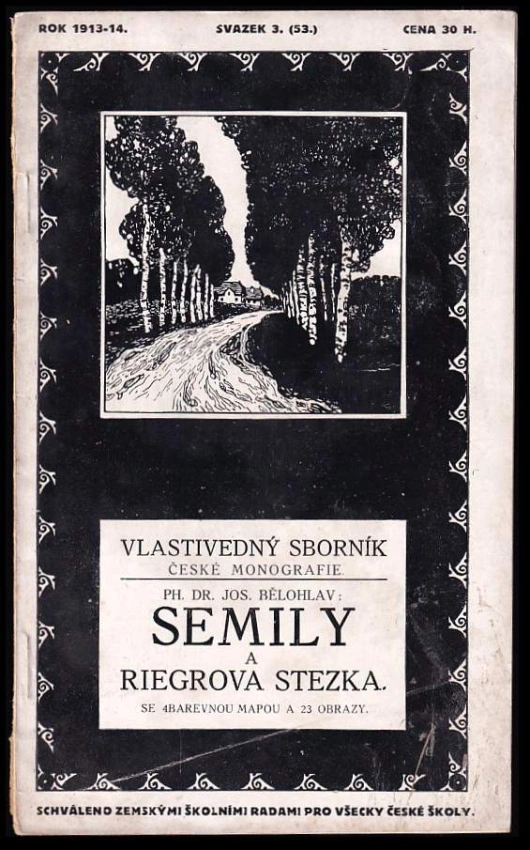 ROK 1913-14. SVAZEK 3. (53.) CENA 30 H.
VLASTIVEDNÝ SBORNÍK
ČESKÉ MONOGRAFIE
PH. DR. JOS. BĚLOHLAV:
SEMILY
A
RIEGROVA STEZKA.
SE 4BAREVNOU MAPOU A 23 OBRAZY.
SCHVÁLENO ZEMSKÝMI ŠKOLNÍMI RADAMI PRO VŠECKY ČESKÉ ŠKOLY.